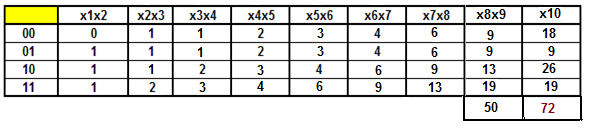 x1x2 x2x3 x3x4 x4x5 x5x6 x6x7 x7x8 x8x9 x10
00 0 1 1 2 3 4 6 9 18
01 1 1 1 2 3 4 6 9 9
10 1 1 2 3 4 6 9 13 26
11 1 2 3 4 6 9 13 19 19
50 72